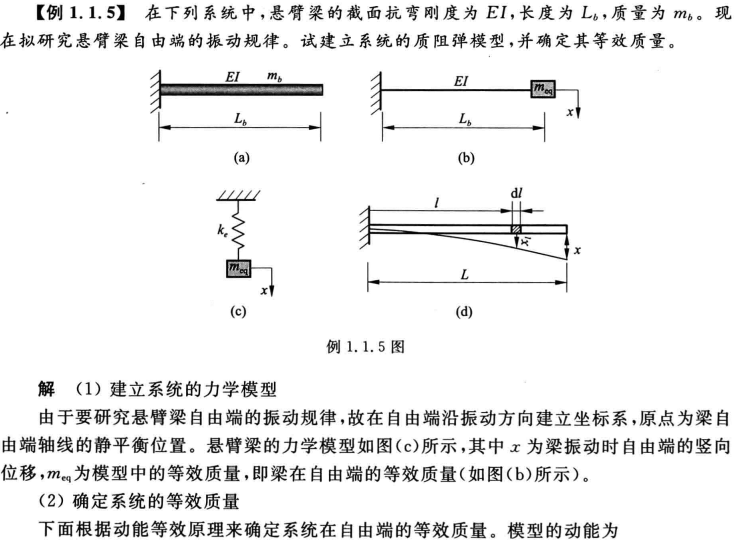 【例 1.1.5】 在下列系统中,悬臂梁的截面抗弯刚度为 EI,长度为 L_b,质量为 m_b。现
在拟研究悬臂梁自由端的振动规律。试建立系统的质阻弹模型,并确定其等效质量。
EI m_b
L_b
(a)
EI
m_eq
x
L_b
(b)
k_e
m_eq
x
(c)
l
dl
x_l
x
L
(d)
例 1.1.5 图
解 (1) 建立系统的力学模型
由于要研究悬臂梁自由端的振动规律,故在自由端沿振动方向建立坐标系,原点为梁自
由端轴线的静平衡位置。悬臂梁的力学模型如图(c)所示,其中 x 为梁振动时自由端的竖向
位移,m_eq为模型中的等效质量,即梁在自由端的等效质量(如图(b)所示)。
(2) 确定系统的等效质量
下面根据动能等效原理来确定系统在自由端的等效质量。模型的动能为